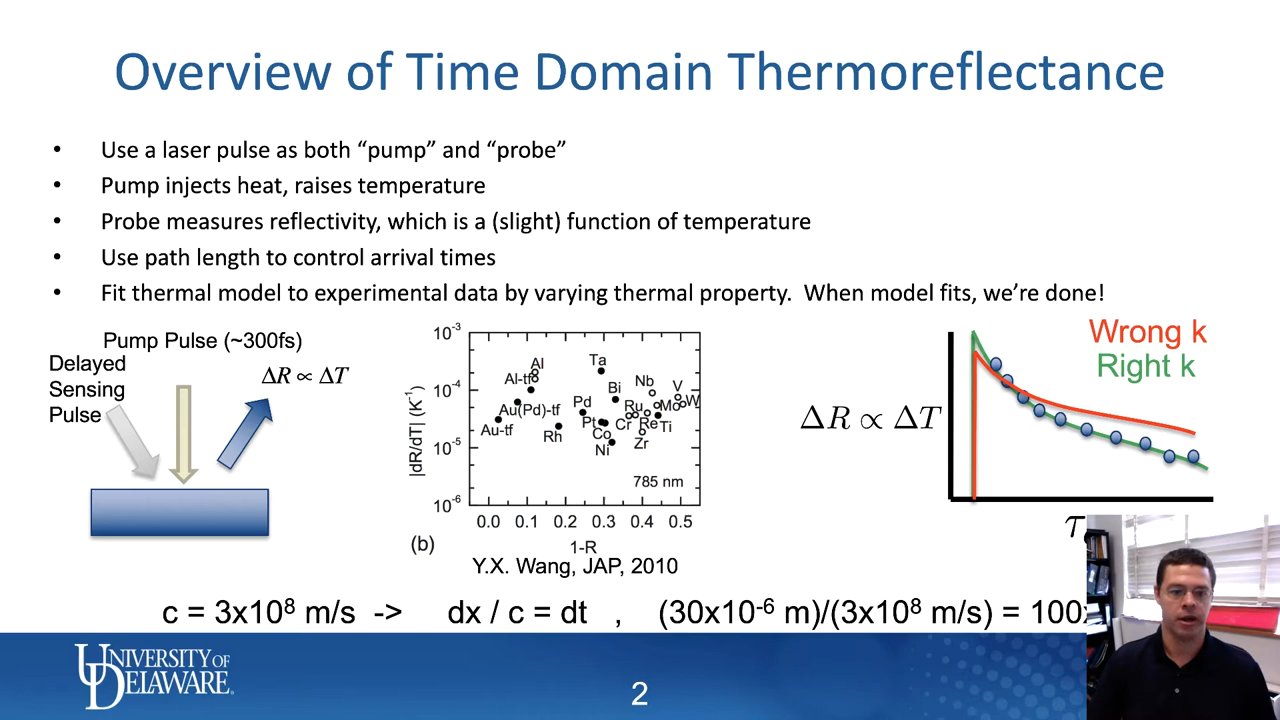 Overview of Time Domain Thermoreflectance
• Use a laser pulse as both “pump” and “probe”
• Pump injects heat, raises temperature
• Probe measures reflectivity, which is a (slight) function of temperature
• Use path length to control arrival times
• Fit thermal model to experimental data by varying thermal property. When model fits, we’re done!
Pump Pulse (~300fs)
Delayed
Sensing
Pulse
ΔR ∝ ΔT
|dR/dT| (K⁻¹)
10⁻³
10⁻⁴
10⁻⁵
10⁻⁶
Al
Al-tf
Au(Pd)-tf
Au-tf
Rh
Pd
Ta
Bi
Pt
Co
Ni
Nb
Ru
Cr
Re
Zr
Mo
Ti
V
W
785 nm
0.0 0.1 0.2 0.3 0.4 0.5
1-R
(b)
Y.X. Wang, JAP, 2010
Wrong k
Right k
ΔR ∝ ΔT
τ
c = 3x10⁸ m/s -> dx / c = dt , (30x10⁻⁶ m)/(3x10⁸ m/s) = 100
UNIVERSITY OF
DELAWARE
2